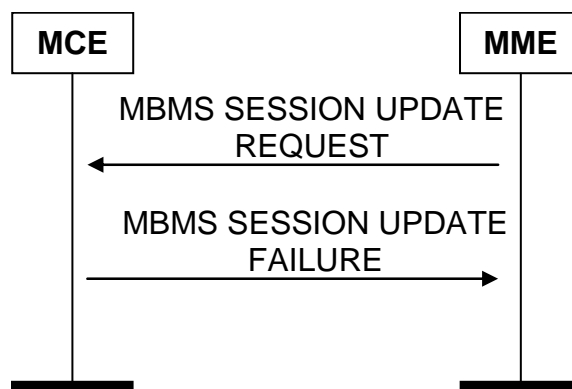 MCE
MME
MBMS SESSION UPDATE
REQUEST
MBMS SESSION UPDATE
FAILURE